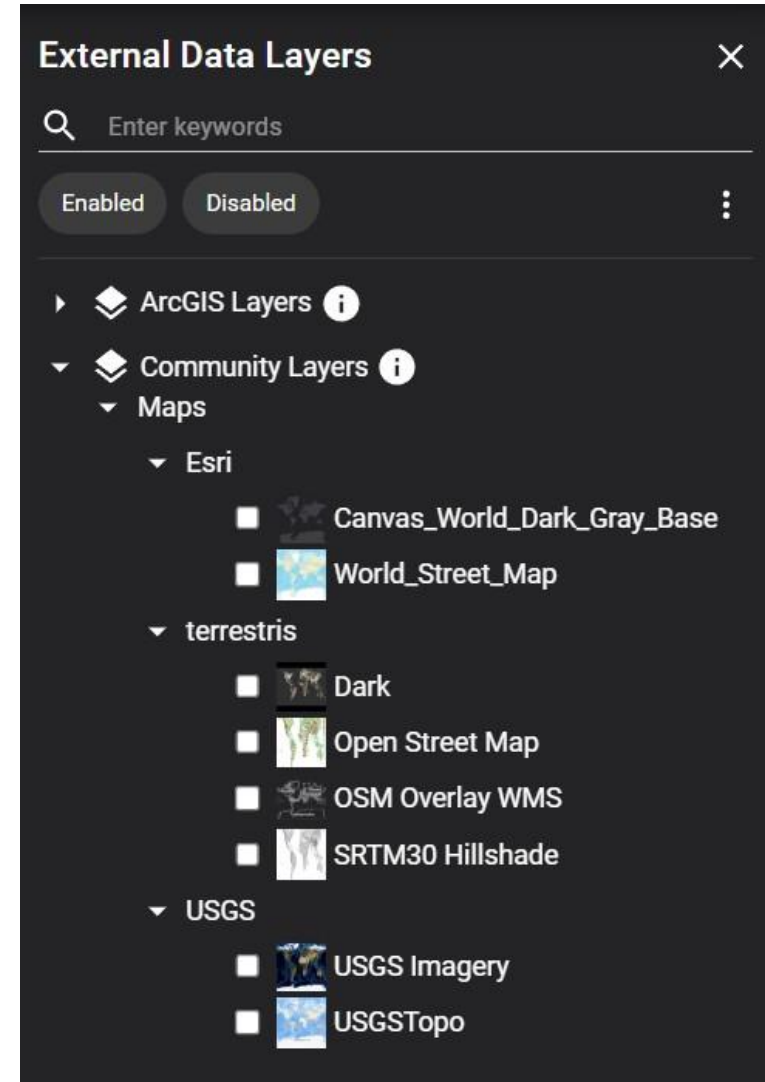 External Data Layers
Enter keywords
Enabled Disabled
ArcGIS Layers i
Community Layers i
Maps
Esri
Canvas_World_Dark_Gray_Base
World_Street_Map
terrestris
Dark
Open Street Map
OSM Overlay WMS
SRTM30 Hillshade
USGS
USGS Imagery
USGSTopo